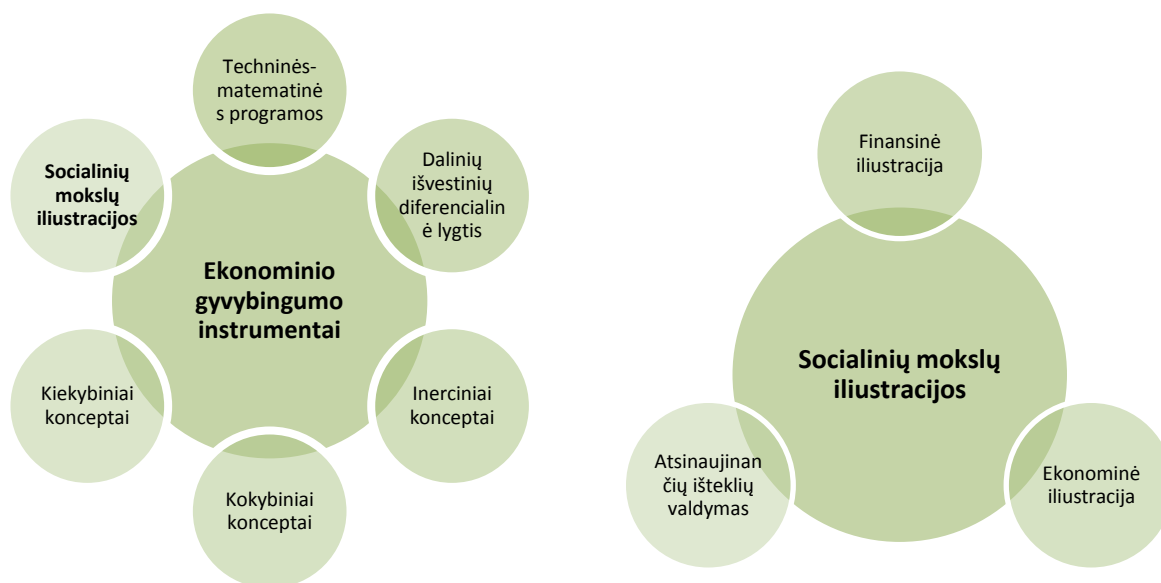 Techninės-
matematinė
s programos
Dalinių
išvestinių
diferencialin
ė lygtis
Inerciniai
konceptai
Kokybiniai
konceptai
Kiekybiniai
konceptai
Socialinių
mokslų
iliustracijos
Ekonominio
gyvybingumo
instrumentai
Finansinė
iliustracija
Ekonominė
iliustracija
Atsinaujinan
čių išteklių
valdymas
Socialinių mokslų
iliustracijos